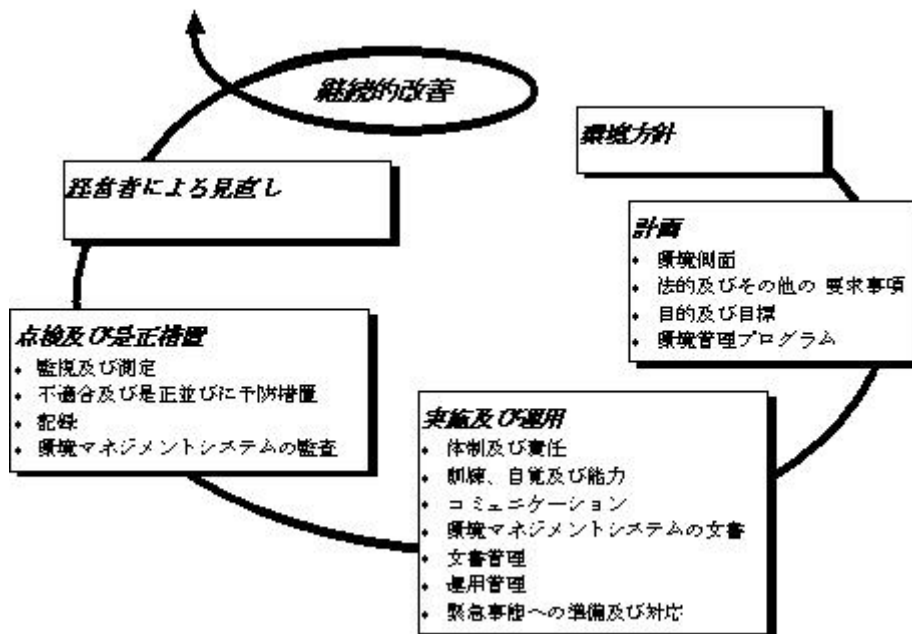 継続的改善
環境方針
計画
• 環境側面
• 法的及びその他の 要求事項
• 目的及び目標
• 環境管理プログラム
実施及び運用
• 体制及び責任
• 訓練、自覚及び能力
• コミュニケーション
• 環境マネジメントシステムの文書
• 文書管理
• 運用管理
• 緊急事態への準備及び対応
点検及び是正措置
• 監視及び測定
• 不適合及び是正並びに予防措置
• 記録
• 環境マネジメントシステムの監査
経営者による見直し